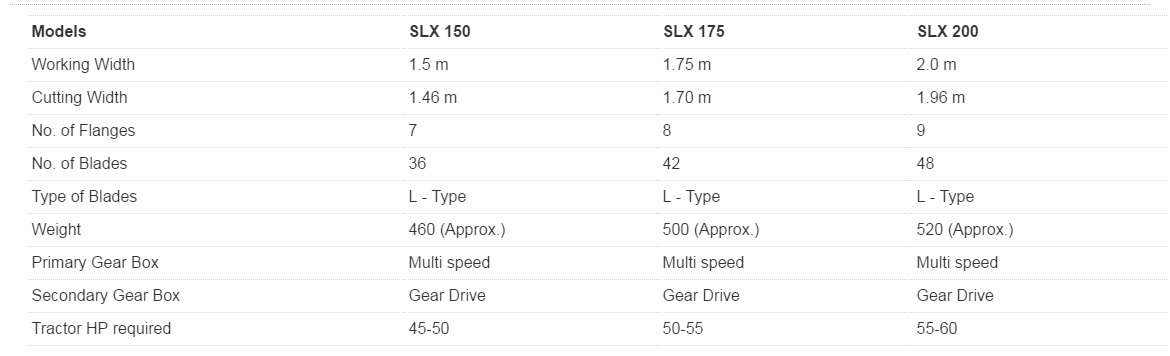 Models SLX 150 SLX 175 SLX 200
Working Width 1.5 m 1.75 m 2.0 m
Cutting Width 1.46 m 1.70 m 1.96 m
No. of Flanges 7 8 9
No. of Blades 36 42 48
Type of Blades L - Type L - Type L - Type
Weight 460 (Approx.) 500 (Approx.) 520 (Approx.)
Primary Gear Box Multi speed Multi speed Multi speed
Secondary Gear Box Gear Drive Gear Drive Gear Drive
Tractor HP required 45-50 50-55 55-60